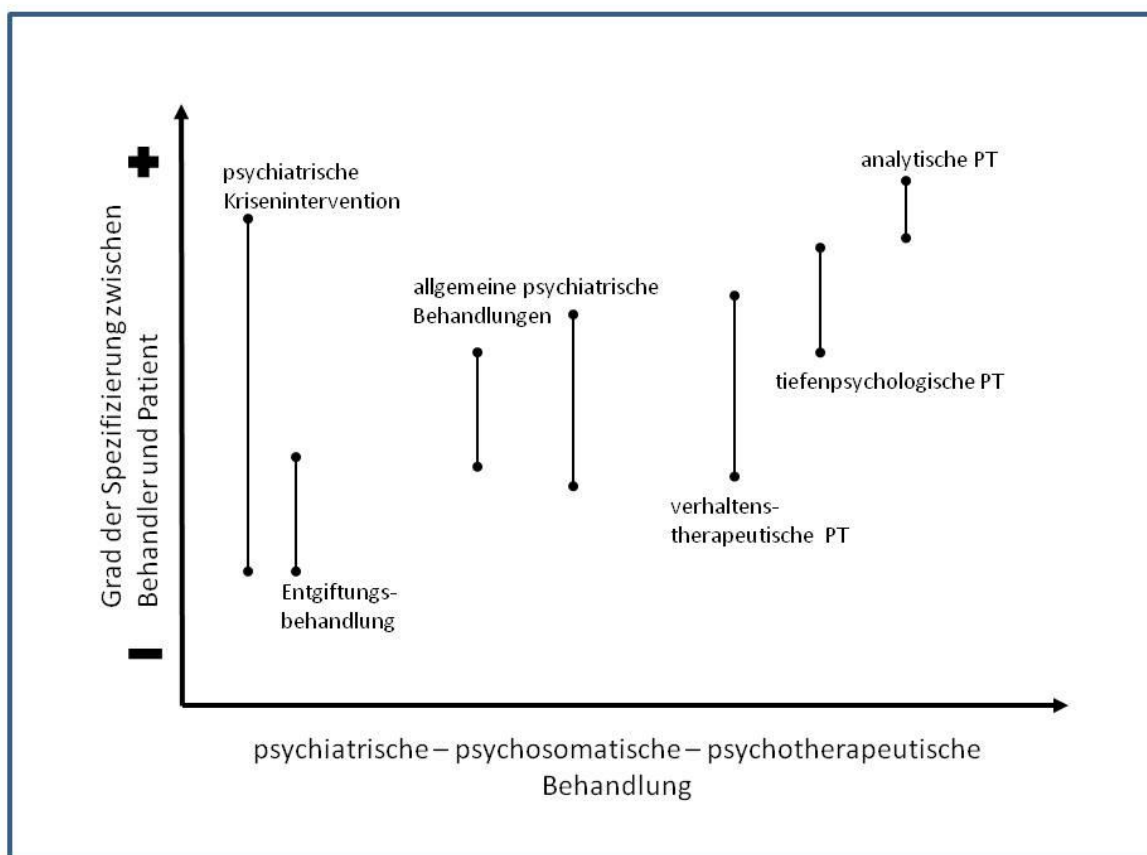 +
psychiatrische
Krisenintervention
analytische PT
allgemeine psychiatrische
Behandlungen
tiefenpsychologische PT
verhaltens-
therapeutische PT
Entgiftungs-
behandlung
Grad der Spezifizierung zwischen
Behandler und Patient
–
psychiatrische – psychosomatische – psychotherapeutische
Behandlung